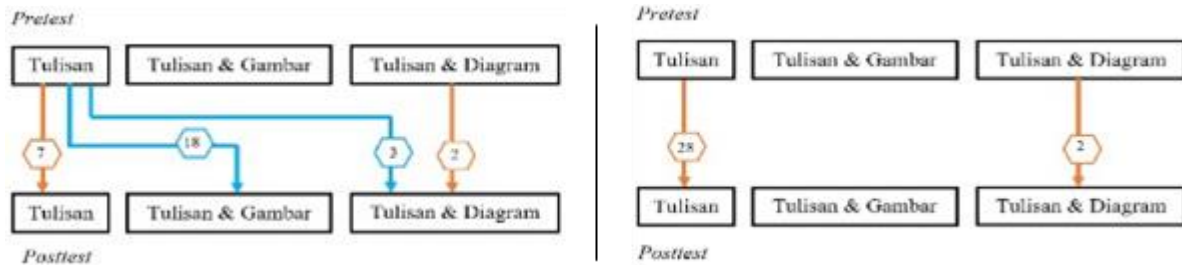 Pretest
Tulisan
Tulisan & Gambar
Tulisan & Diagram
7
18
3
2
Tulisan
Tulisan & Gambar
Tulisan & Diagram
Posttest
Pretest
Tulisan
Tulisan & Gambar
Tulisan & Diagram
28
2
Tulisan
Tulisan & Gambar
Tulisan & Diagram
Posttest